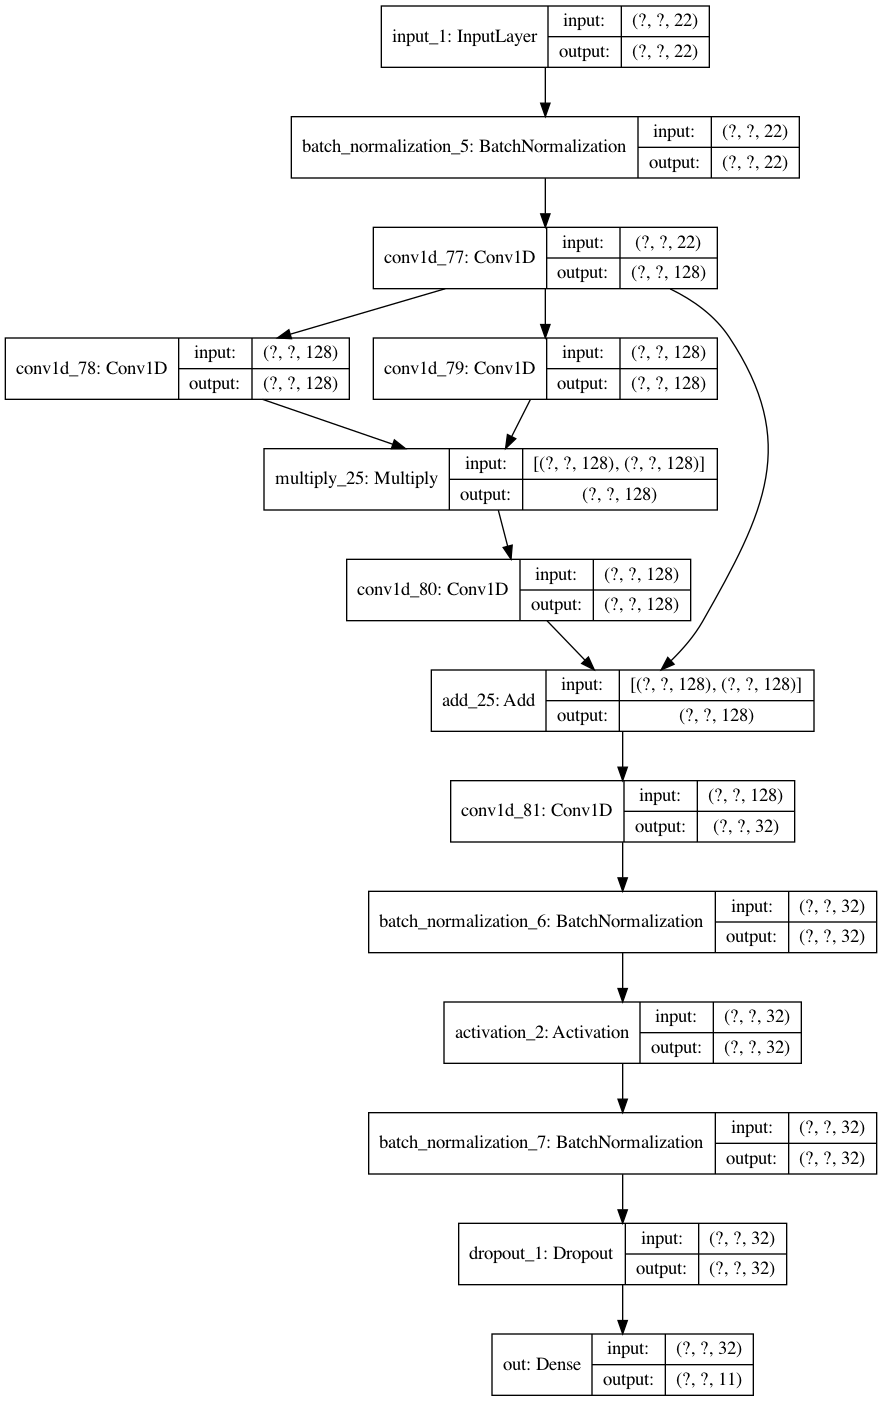 input_1: InputLayer
input: (?, ?, 22)
output: (?, ?, 22)
batch_normalization_5: BatchNormalization
input: (?, ?, 22)
output: (?, ?, 22)
conv1d_77: Conv1D
input: (?, ?, 22)
output: (?, ?, 128)
conv1d_78: Conv1D
input: (?, ?, 128)
output: (?, ?, 128)
conv1d_79: Conv1D
input: (?, ?, 128)
output: (?, ?, 128)
multiply_25: Multiply
input: [(?, ?, 128), (?, ?, 128)]
output: (?, ?, 128)
conv1d_80: Conv1D
input: (?, ?, 128)
output: (?, ?, 128)
add_25: Add
input: [(?, ?, 128), (?, ?, 128)]
output: (?, ?, 128)
conv1d_81: Conv1D
input: (?, ?, 128)
output: (?, ?, 32)
batch_normalization_6: BatchNormalization
input: (?, ?, 32)
output: (?, ?, 32)
activation_2: Activation
input: (?, ?, 32)
output: (?, ?, 32)
batch_normalization_7: BatchNormalization
input: (?, ?, 32)
output: (?, ?, 32)
dropout_1: Dropout
input: (?, ?, 32)
output: (?, ?, 32)
out: Dense
input: (?, ?, 32)
output: (?, ?, 11)